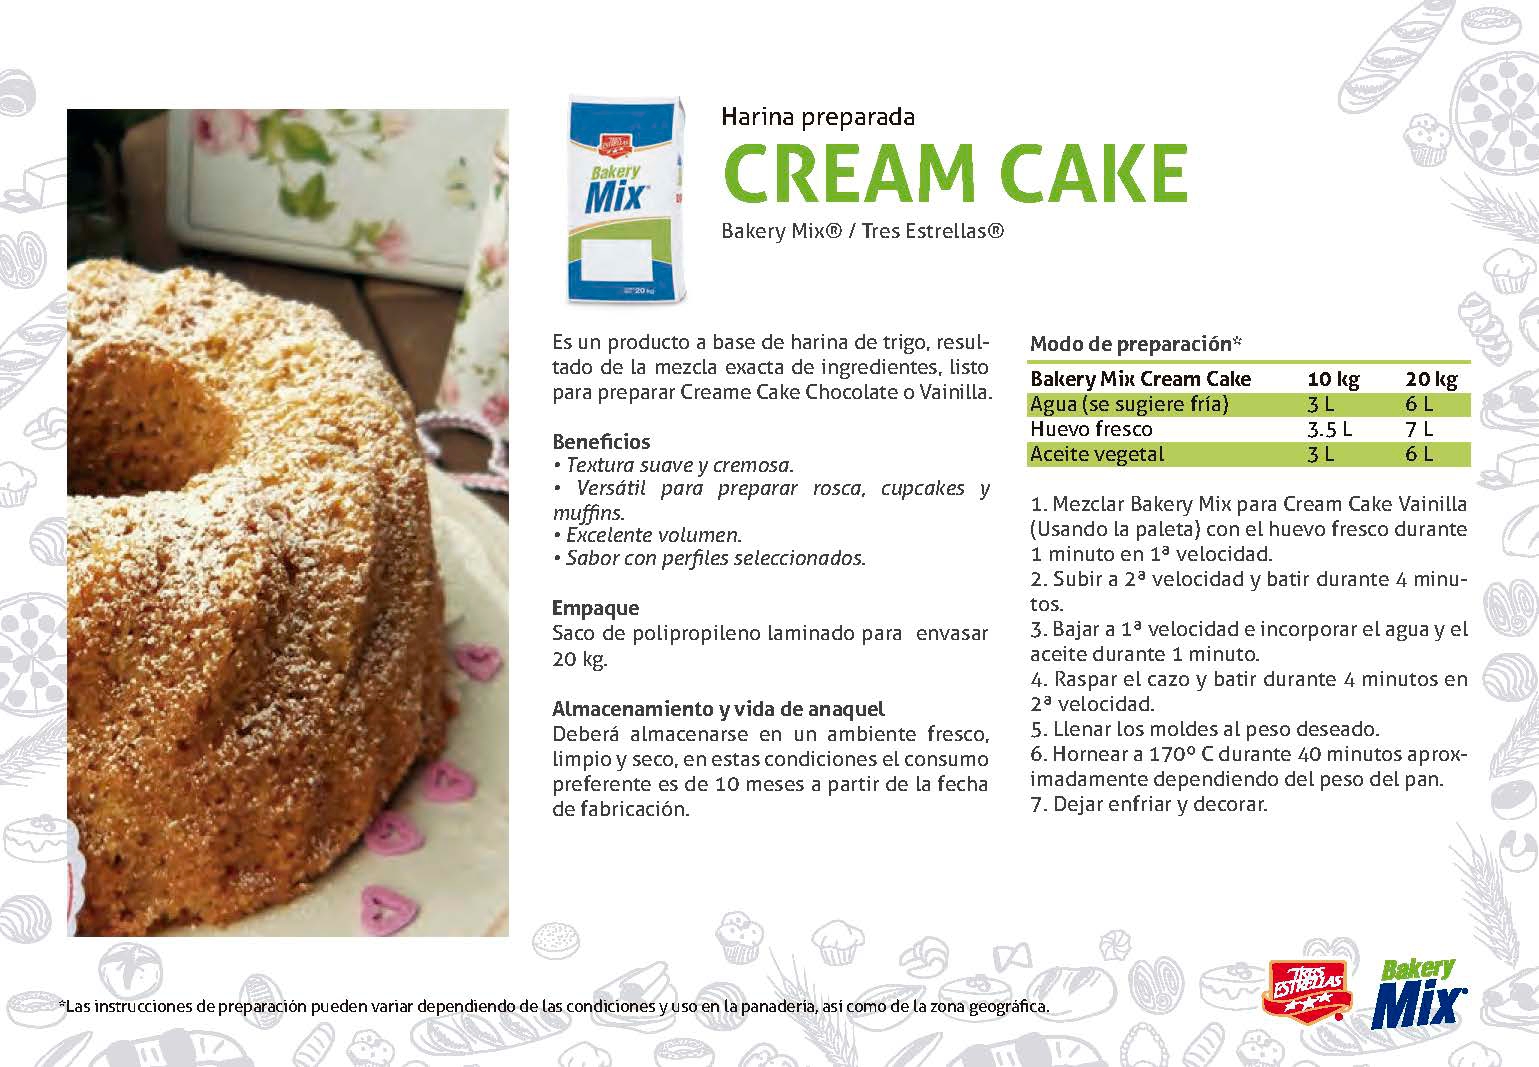 Harina preparada
CREAM CAKE
Bakery Mix® / Tres Estrellas®
TRES
ESTRELLAS
Bakery
Mix
20 kg
Es un producto a base de harina de trigo, resul-
tado de la mezcla exacta de ingredientes, listo
para preparar Creame Cake Chocolate o Vainilla.
Beneficios
• Textura suave y cremosa.
• Versátil para preparar rosca, cupcakes y
muffins.
• Excelente volumen.
• Sabor con perfiles seleccionados.
Empaque
Saco de polipropileno laminado para envasar
20 kg.
Almacenamiento y vida de anaquel
Deberá almacenarse en un ambiente fresco,
limpio y seco, en estas condiciones el consumo
preferente es de 10 meses a partir de la fecha
de fabricación.
Modo de preparación*
Bakery Mix Cream Cake 10 kg 20 kg
Agua (se sugiere fría) 3 L 6 L
Huevo fresco 3.5 L 7 L
Aceite vegetal 3 L 6 L
1. Mezclar Bakery Mix para Cream Cake Vainilla
(Usando la paleta) con el huevo fresco durante
1 minuto en 1ª velocidad.
2. Subir a 2ª velocidad y batir durante 4 minu-
tos.
3. Bajar a 1ª velocidad e incorporar el agua y el
aceite durante 1 minuto.
4. Raspar el cazo y batir durante 4 minutos en
2ª velocidad.
5. Llenar los moldes al peso deseado.
6. Hornear a 170º C durante 40 minutos aprox-
imadamente dependiendo del peso del pan.
7. Dejar enfriar y decorar.
*Las instrucciones de preparación pueden variar dependiendo de las condiciones y uso en la panadería, así como de la zona geográfica.
TRES
ESTRELLAS
Bakery
Mix